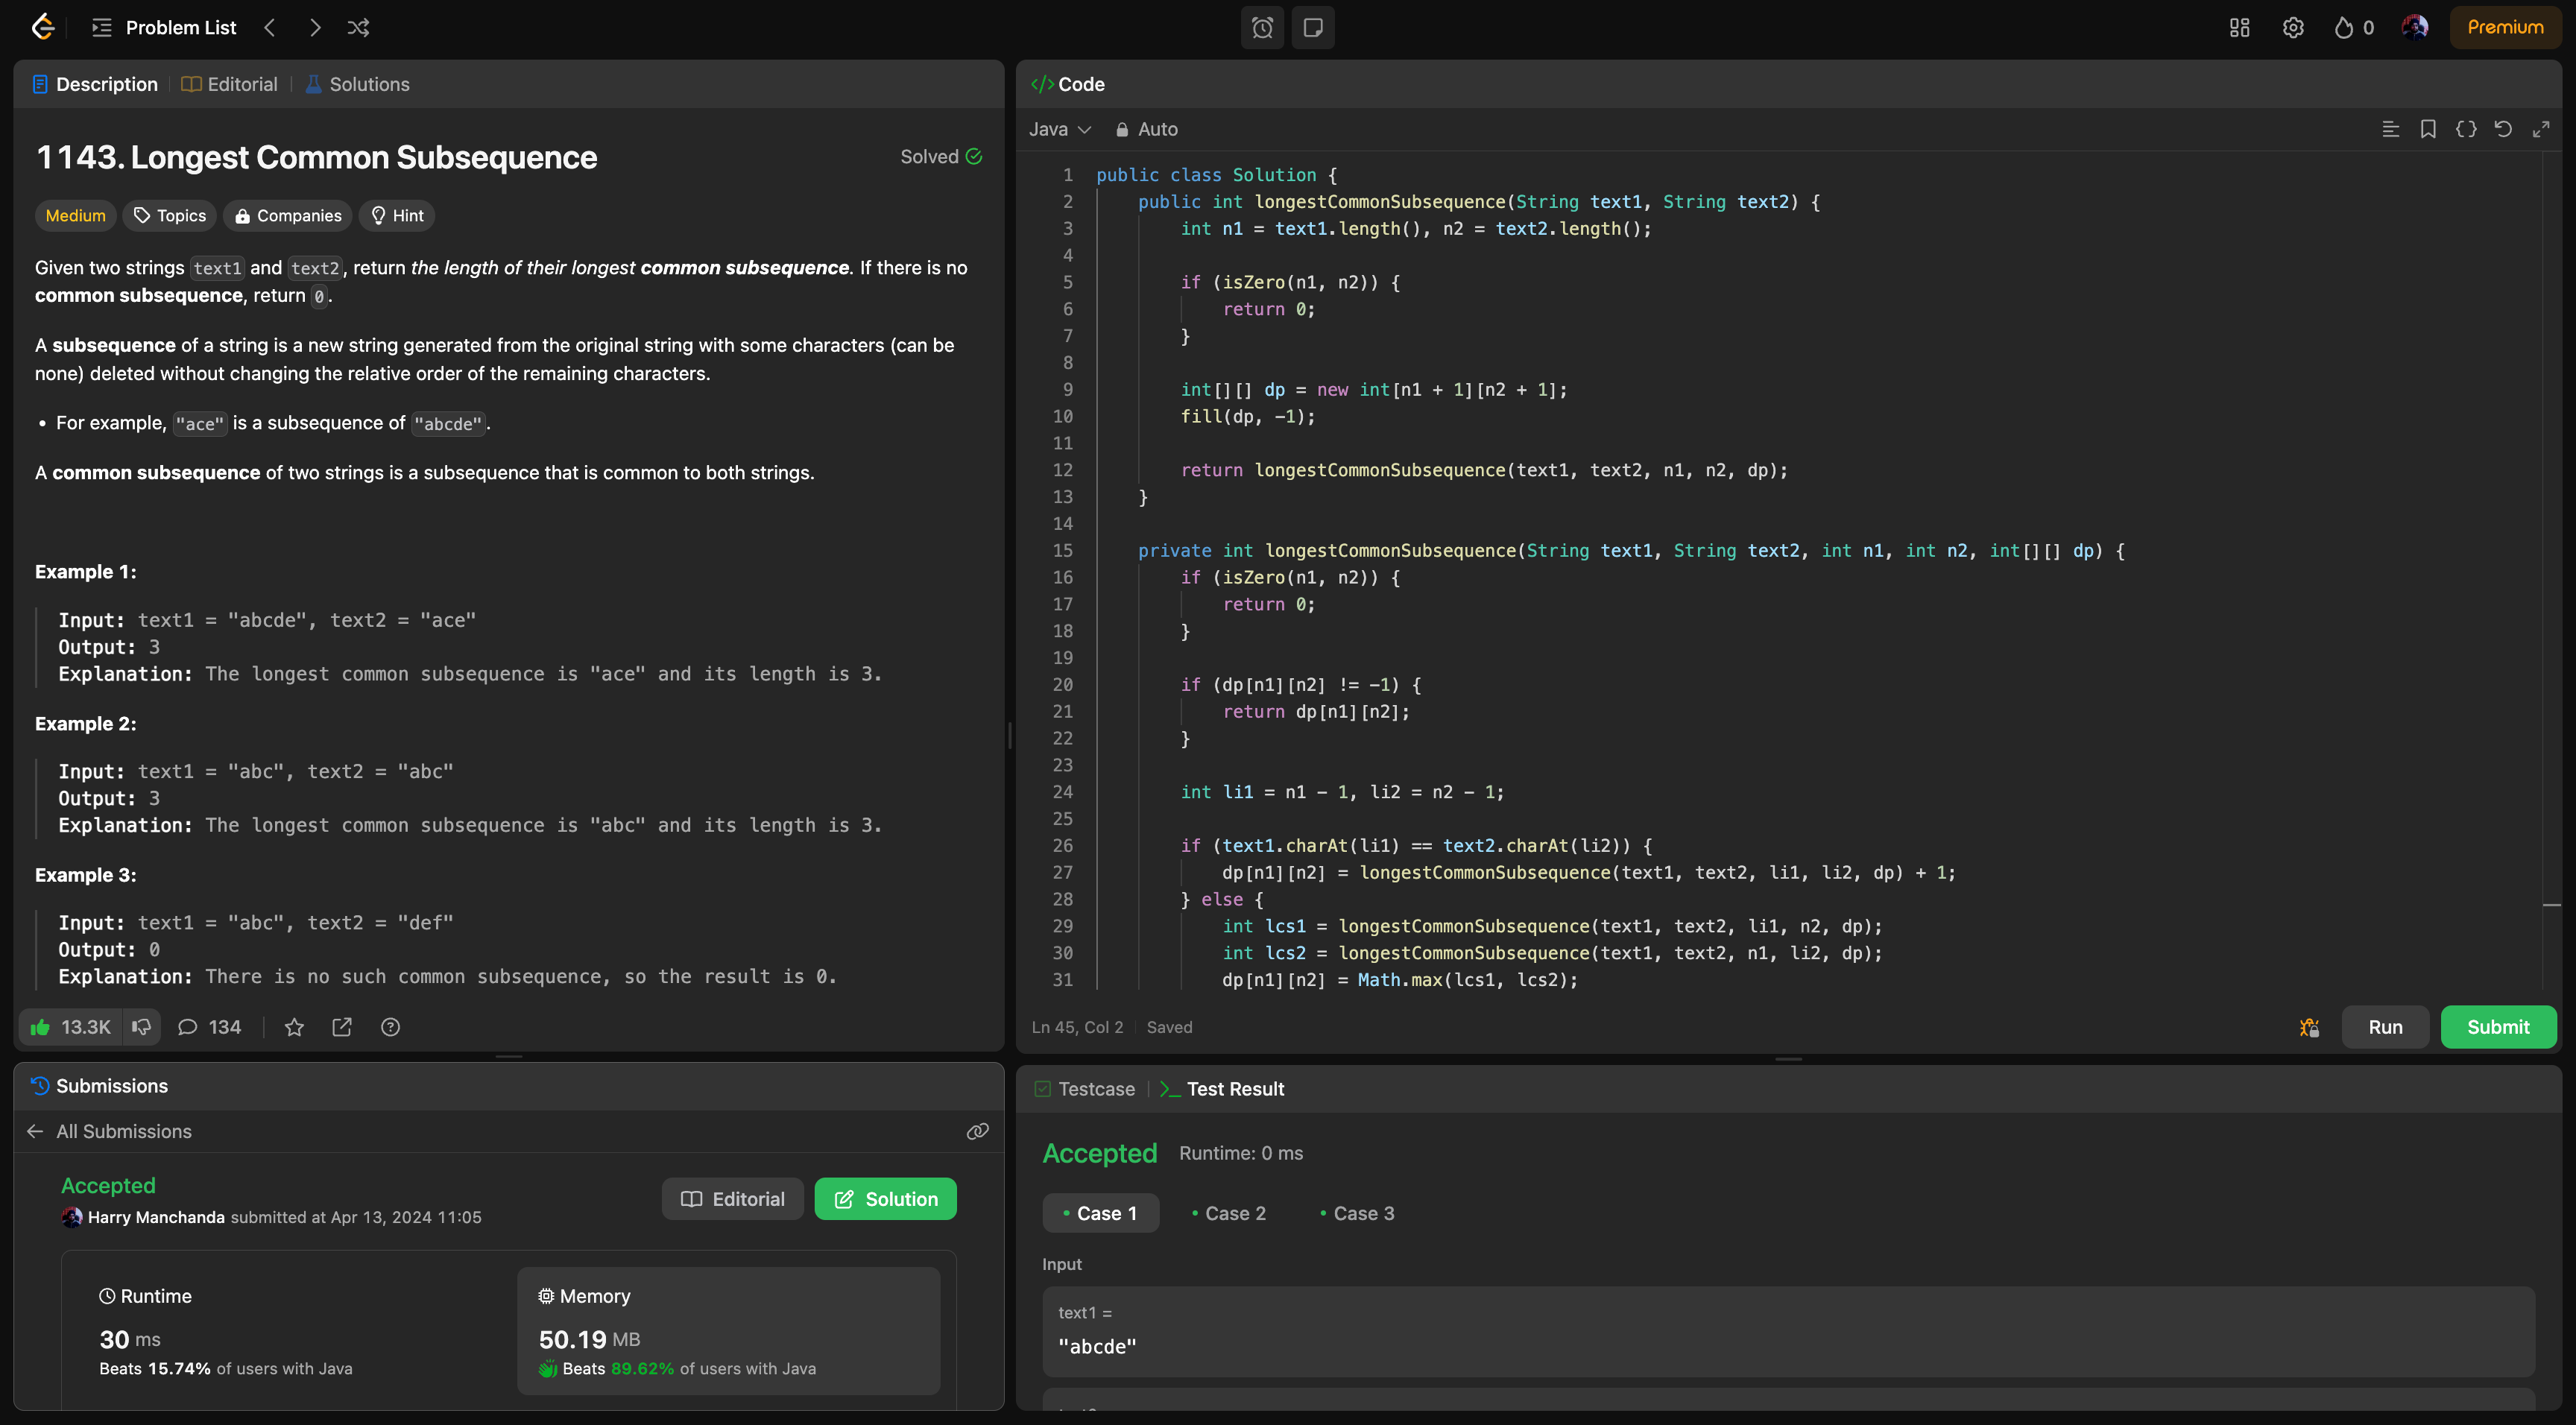 Problem List
0
Premium
Description
Editorial
Solutions
1143. Longest Common Subsequence
Solved
Medium
Topics
Companies
Hint
Given two strings text1 and text2, return the length of their longest common subsequence. If there is no
common subsequence, return 0.
A subsequence of a string is a new string generated from the original string with some characters (can be
none) deleted without changing the relative order of the remaining characters.
• For example, "ace" is a subsequence of "abcde".
A common subsequence of two strings is a subsequence that is common to both strings.
Example 1:
Input: text1 = "abcde", text2 = "ace"
Output: 3
Explanation: The longest common subsequence is "ace" and its length is 3.
Example 2:
Input: text1 = "abc", text2 = "abc"
Output: 3
Explanation: The longest common subsequence is "abc" and its length is 3.
Example 3:
Input: text1 = "abc", text2 = "def"
Output: 0
Explanation: There is no such common subsequence, so the result is 0.
13.3K
134
Submissions
All Submissions
Accepted
Harry Manchanda submitted at Apr 13, 2024 11:05
Editorial
Solution
Runtime
30 ms
Beats 15.74% of users with Java
Memory
50.19 MB
Beats 89.62% of users with Java
</> Code
Java
Auto
1 public class Solution {
2 public int longestCommonSubsequence(String text1, String text2) {
3 int n1 = text1.length(), n2 = text2.length();
4
5 if (isZero(n1, n2)) {
6 return 0;
7 }
8
9 int[][] dp = new int[n1 + 1][n2 + 1];
10 fill(dp, -1);
11
12 return longestCommonSubsequence(text1, text2, n1, n2, dp);
13 }
14
15 private int longestCommonSubsequence(String text1, String text2, int n1, int n2, int[][] dp) {
16 if (isZero(n1, n2)) {
17 return 0;
18 }
19
20 if (dp[n1][n2] != -1) {
21 return dp[n1][n2];
22 }
23
24 int li1 = n1 - 1, li2 = n2 - 1;
25
26 if (text1.charAt(li1) == text2.charAt(li2)) {
27 dp[n1][n2] = longestCommonSubsequence(text1, text2, li1, li2, dp) + 1;
28 } else {
29 int lcs1 = longestCommonSubsequence(text1, text2, li1, n2, dp);
30 int lcs2 = longestCommonSubsequence(text1, text2, n1, li2, dp);
31 dp[n1][n2] = Math.max(lcs1, lcs2);
Ln 45, Col 2
Saved
Run
Submit
Testcase
>_ Test Result
Accepted
Runtime: 0 ms
• Case 1
• Case 2
• Case 3
Input
text1 =
"abcde"